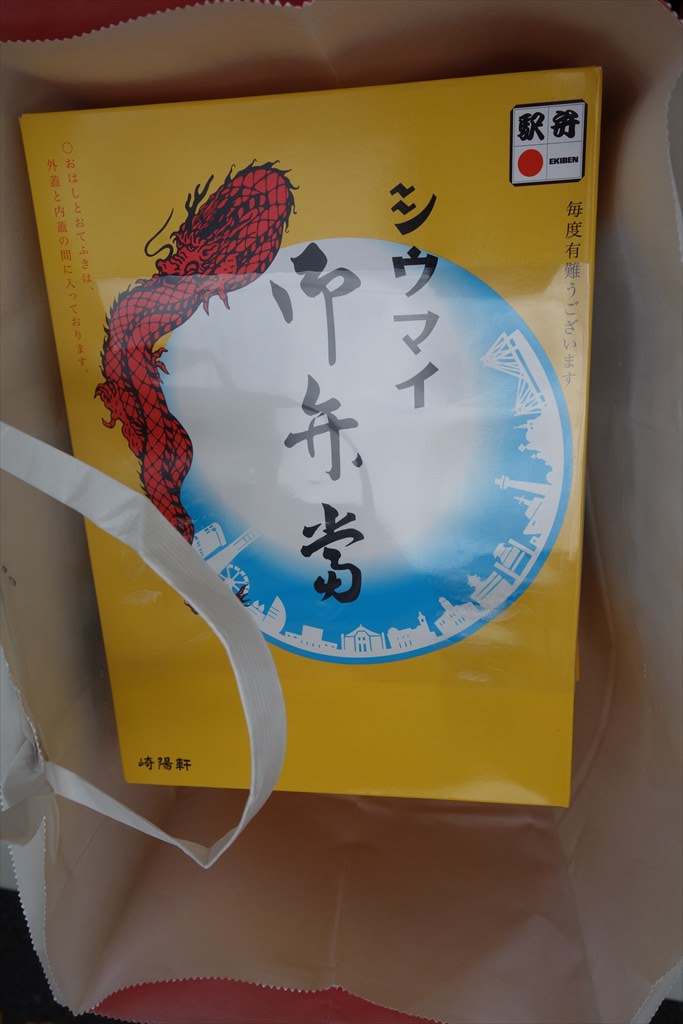 駅弁
EKIBEN
毎度有難うございます
シウマイ
御弁当
○おはしとおてふきは、
外蓋と内蓋の間に入っております。
崎陽軒